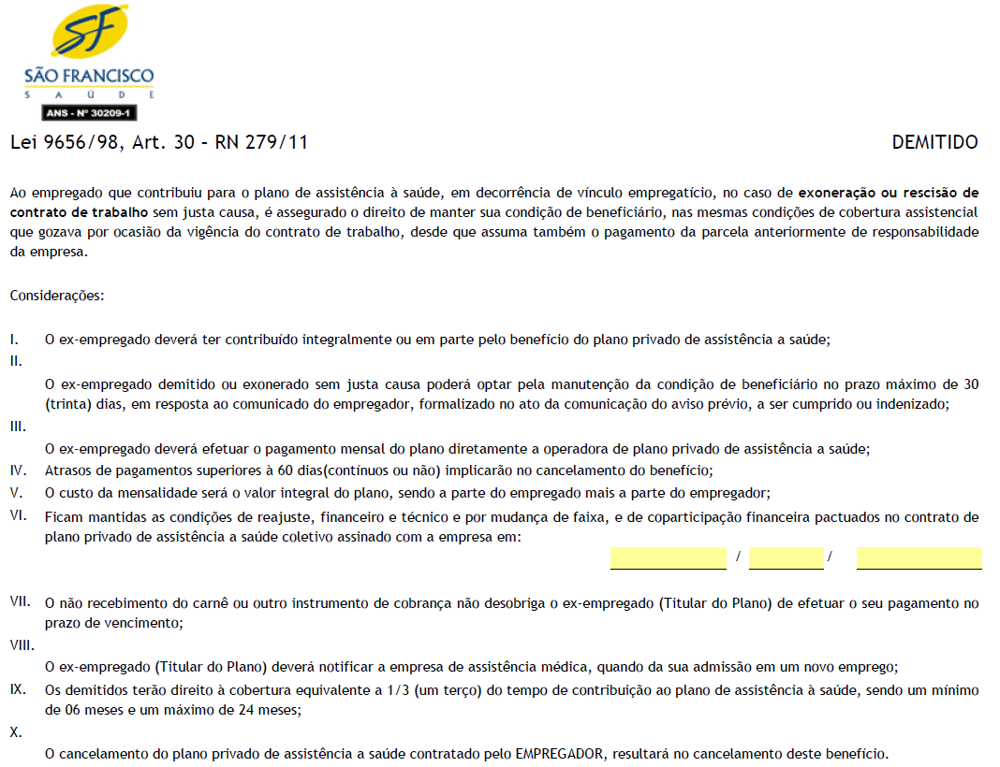 SF
SÃO FRANCISCO
S A Ú D E
ANS - Nº 30209-1
Lei 9656/98, Art. 30 – RN 279/11 DEMITIDO
Ao empregado que contribuiu para o plano de assistência à saúde, em decorrência de vínculo empregatício, no caso de exoneração ou rescisão de
contrato de trabalho sem justa causa, é assegurado o direito de manter sua condição de beneficiário, nas mesmas condições de cobertura assistencial
que gozava por ocasião da vigência do contrato de trabalho, desde que assuma também o pagamento da parcela anteriormente de responsabilidade
da empresa.
Considerações:
I. O ex-empregado deverá ter contribuído integralmente ou em parte pelo benefício do plano privado de assistência a saúde;
II.
O ex-empregado demitido ou exonerado sem justa causa poderá optar pela manutenção da condição de beneficiário no prazo máximo de 30
(trinta) dias, em resposta ao comunicado do empregador, formalizado no ato da comunicação do aviso prévio, a ser cumprido ou indenizado;
III.
O ex-empregado deverá efetuar o pagamento mensal do plano diretamente a operadora de plano privado de assistência a saúde;
IV. Atrasos de pagamentos superiores à 60 dias(contínuos ou não) implicarão no cancelamento do benefício;
V. O custo da mensalidade será o valor integral do plano, sendo a parte do empregado mais a parte do empregador;
VI. Ficam mantidas as condições de reajuste, financeiro e técnico e por mudança de faixa, e de coparticipação financeira pactuados no contrato de
plano privado de assistência a saúde coletivo assinado com a empresa em:
/ /
VII. O não recebimento do carnê ou outro instrumento de cobrança não desobriga o ex-empregado (Titular do Plano) de efetuar o seu pagamento no
prazo de vencimento;
VIII.
O ex-empregado (Titular do Plano) deverá notificar a empresa de assistência médica, quando da sua admissão em um novo emprego;
IX. Os demitidos terão direito à cobertura equivalente a 1/3 (um terço) do tempo de contribuição ao plano de assistência à saúde, sendo um mínimo
de 06 meses e um máximo de 24 meses;
X.
O cancelamento do plano privado de assistência a saúde contratado pelo EMPREGADOR, resultará no cancelamento deste benefício.